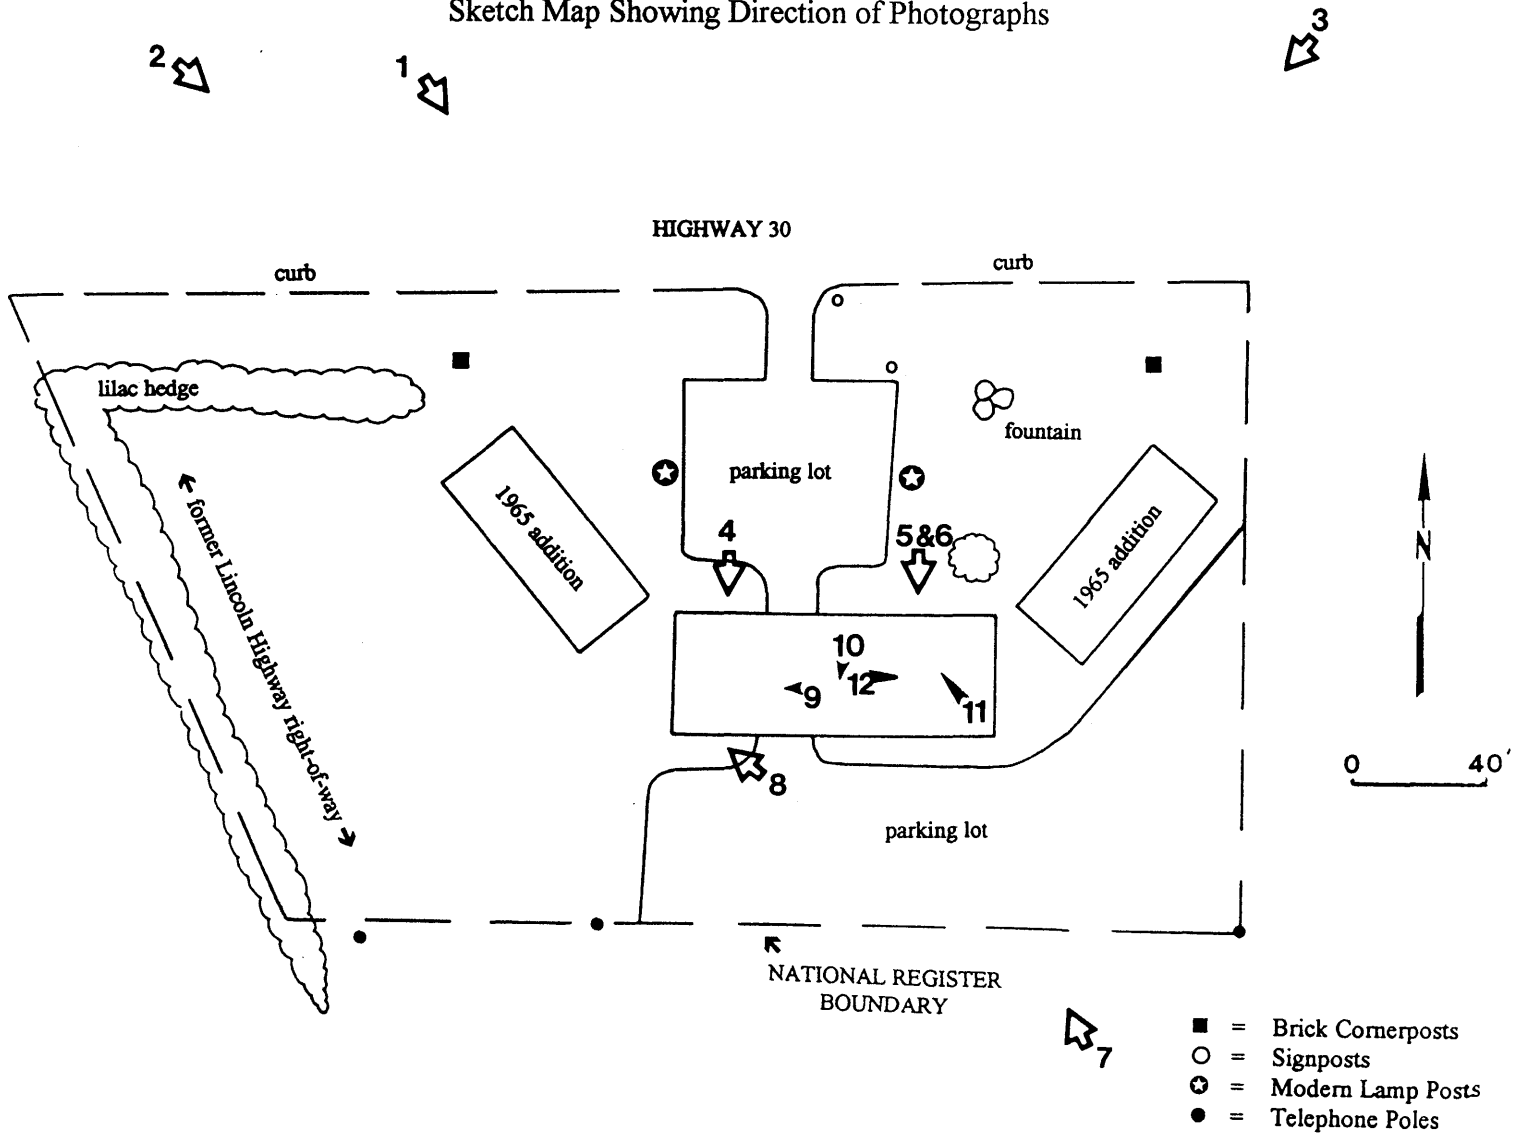 Sketch Map Showing Direction of Photographs
3
2
1
HIGHWAY 30
curb
curb
lilac hedge
fountain
parking lot
1965 addition
1965 addition
former Lincoln Highway right-of-way
4
5&6
N
10
12
9
11
8
0 40'
parking lot
NATIONAL REGISTER
BOUNDARY
7
= Brick Cornerposts
= Signposts
= Modern Lamp Posts
= Telephone Poles